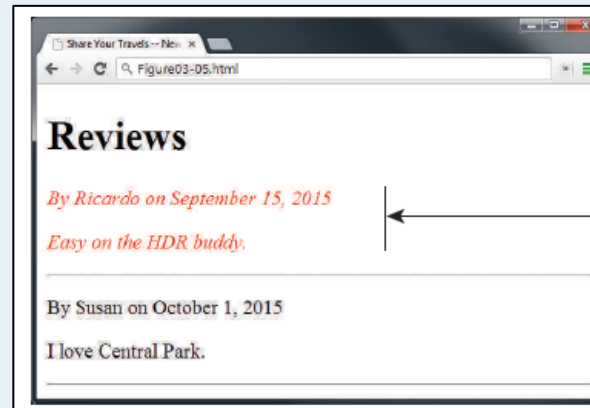 Share Your Travels -- New
Figure03-05.html
Reviews
By Ricardo on September 15, 2015
Easy on the HDR buddy.
By Susan on October 1, 2015
I love Central Park.